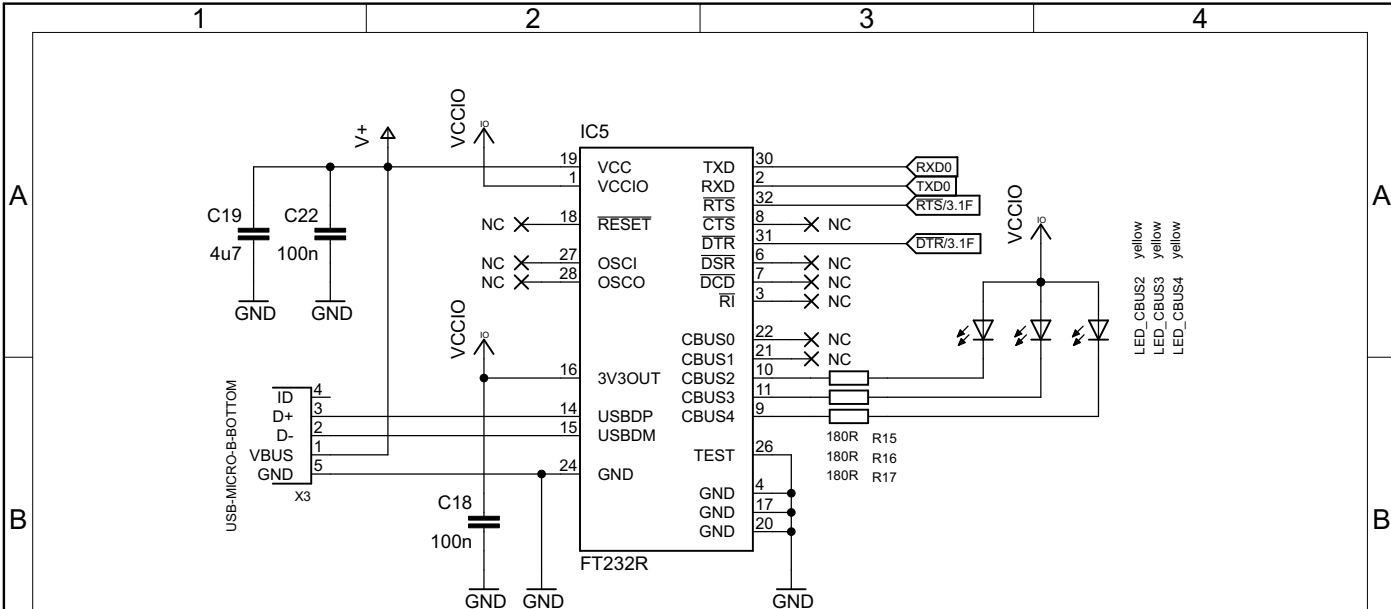 1 2 3 4
A A
B B
V+
VCCIO
IO
C19
4u7
C22
100n
GND
GND
IC5
19 VCC
1 VCCIO
NC 18 RESET
NC 27 OSCI
NC 28 OSCO
VCCIO
IO
16 3V3OUT
14 USBDP
15 USBDM
24 GND
USB-MICRO-B-BOTTOM
ID 4
D+ 3
D- 2
VBUS 1
GND 5
X3
C18
100n
GND
GND
TXD 30 RXD0
RXD 2 TXD0
RTS 32 RTS/3.1F
CTS 8 NC
DTR 31 DTR/3.1F
DSR 6 NC
DCD 7 NC
RI 3 NC
CBUS0 22 NC
CBUS1 21 NC
CBUS2 10
CBUS3 11
CBUS4 9
180R R15
180R R16
180R R17
TEST 26
GND 4
GND 17
GND 20
GND
FT232R
VCCIO
IO
LED_CBUS2 yellow
LED_CBUS3 yellow
LED_CBUS4 yellow